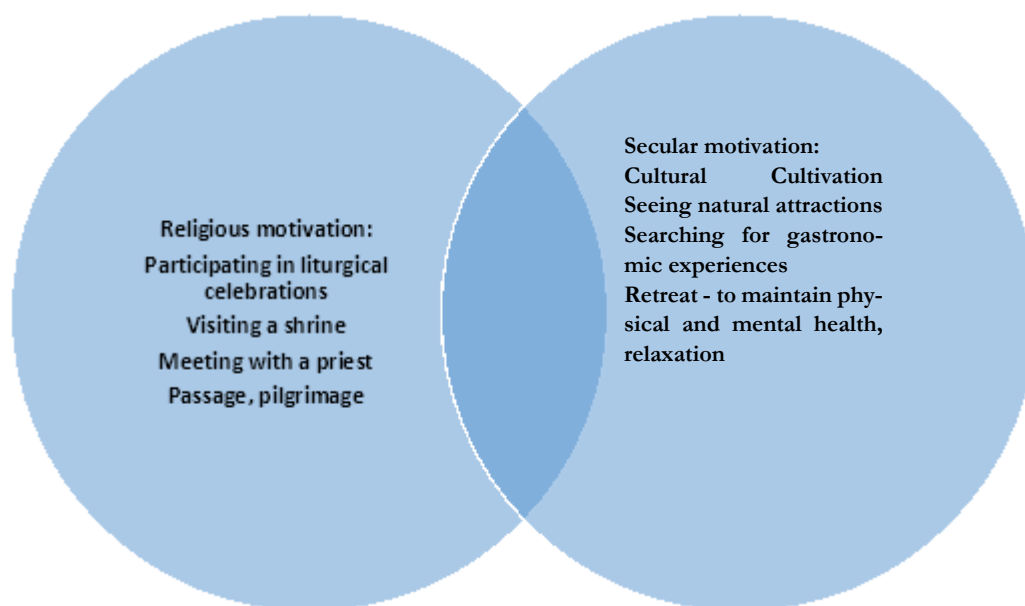 Religious motivation:
Participating in liturgical
celebrations
Visiting a shrine
Meeting with a priest
Passage, pilgrimage
Secular motivation:
Cultural Cultivation
Seeing natural attractions
Searching for gastrono-
mic experiences
Retreat - to maintain phy-
sical and mental health,
relaxation